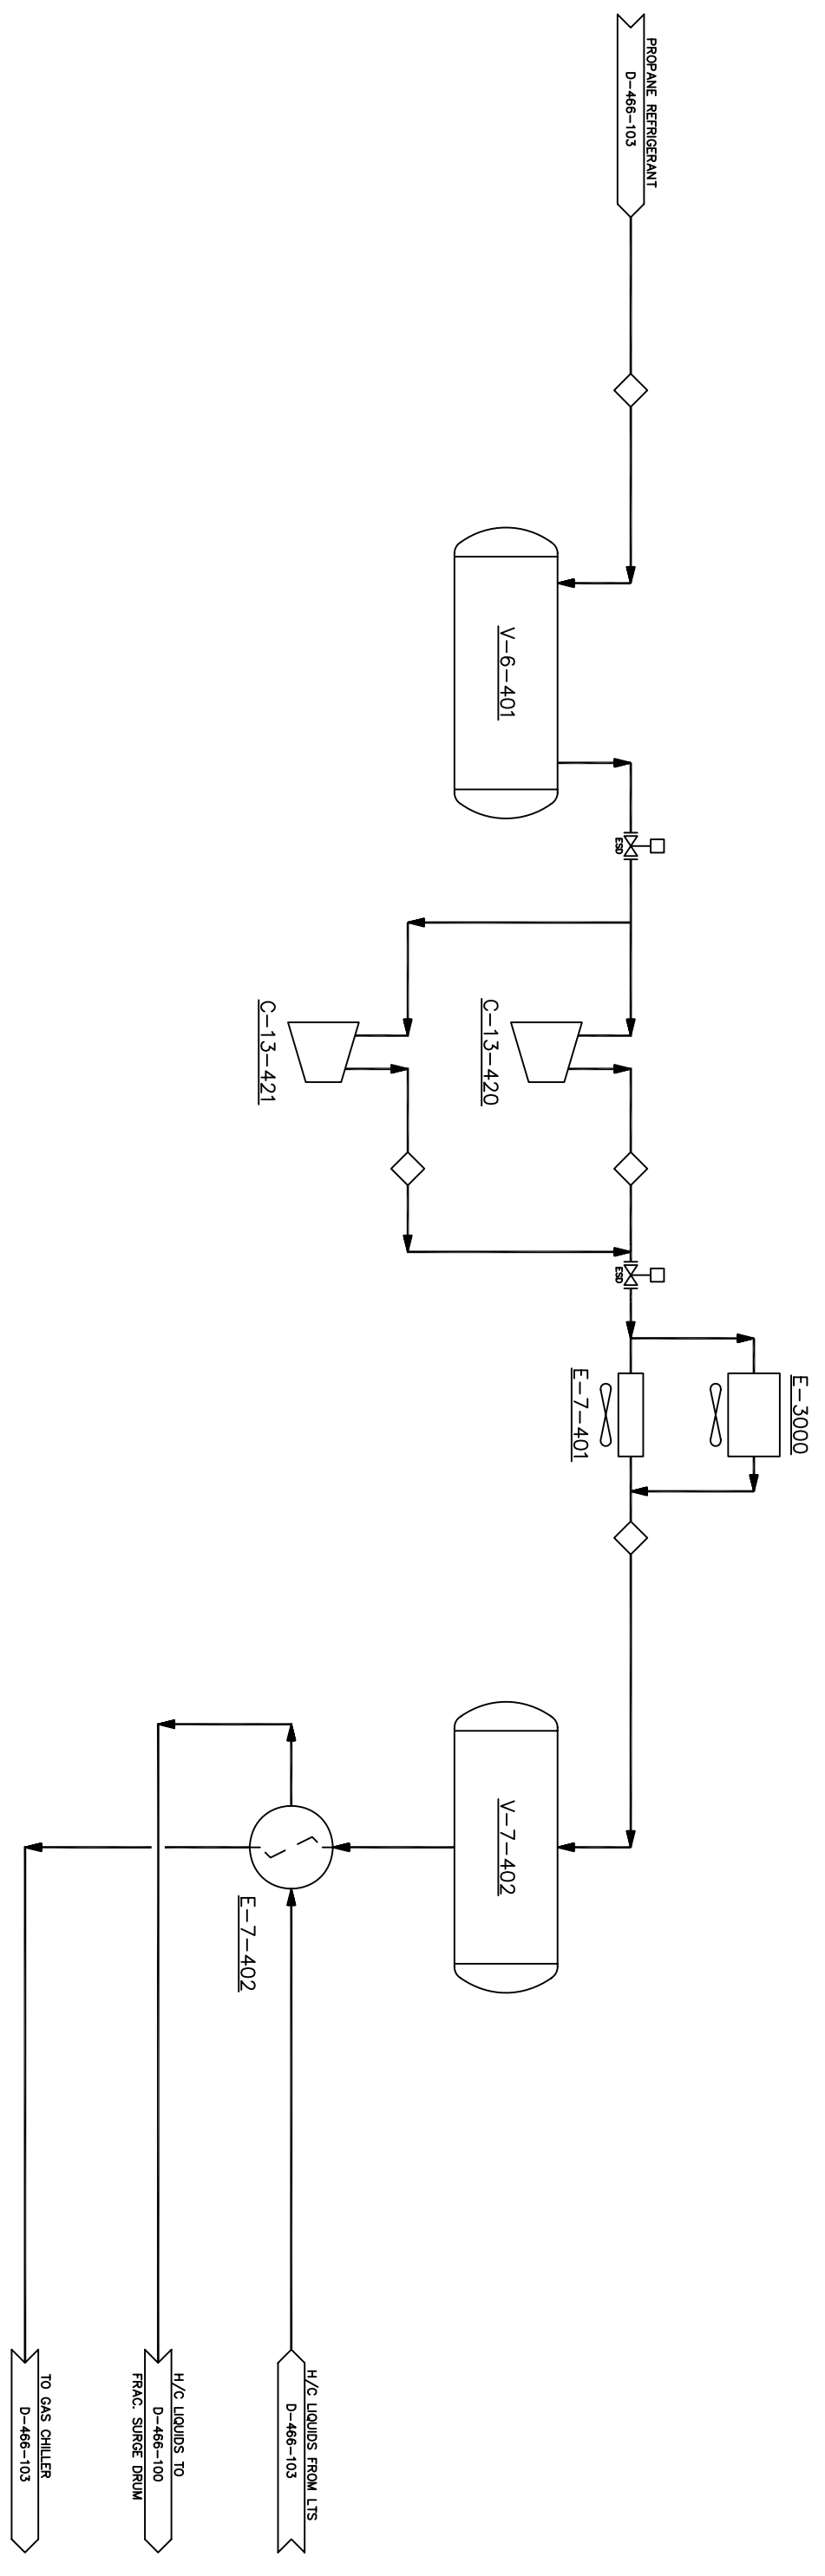 PROPANE REFRIGERANT
D-466-103
V-6-401
ESD
C-13-420
C-13-421
ESD
E-3000
E-7-401
V-7-402
E-7-402
H/C LIQUIDS FROM LTS
D-466-103
H/C LIQUIDS TO
FRAC. SURGE DRUM
D-466-100
TO GAS CHILLER
D-466-103